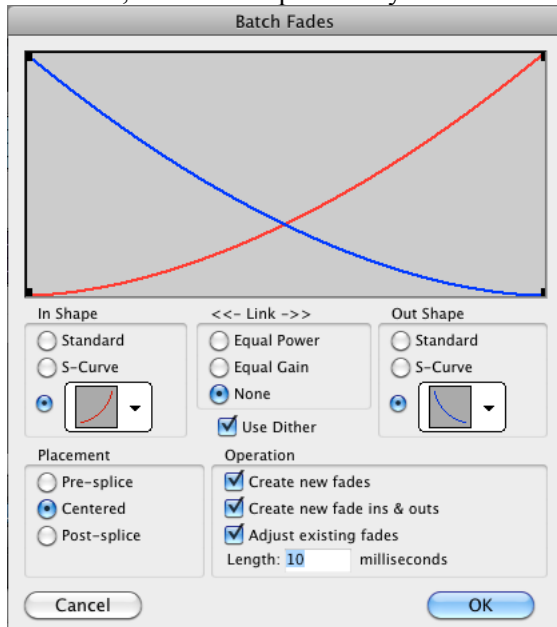 Batch Fades
In Shape
Standard
S-Curve
<<- Link ->>
Equal Power
Equal Gain
None
Use Dither
Out Shape
Standard
S-Curve
Placement
Pre-splice
Centered
Post-splice
Operation
Create new fades
Create new fade ins & outs
Adjust existing fades
Length: 10 milliseconds
Cancel
OK